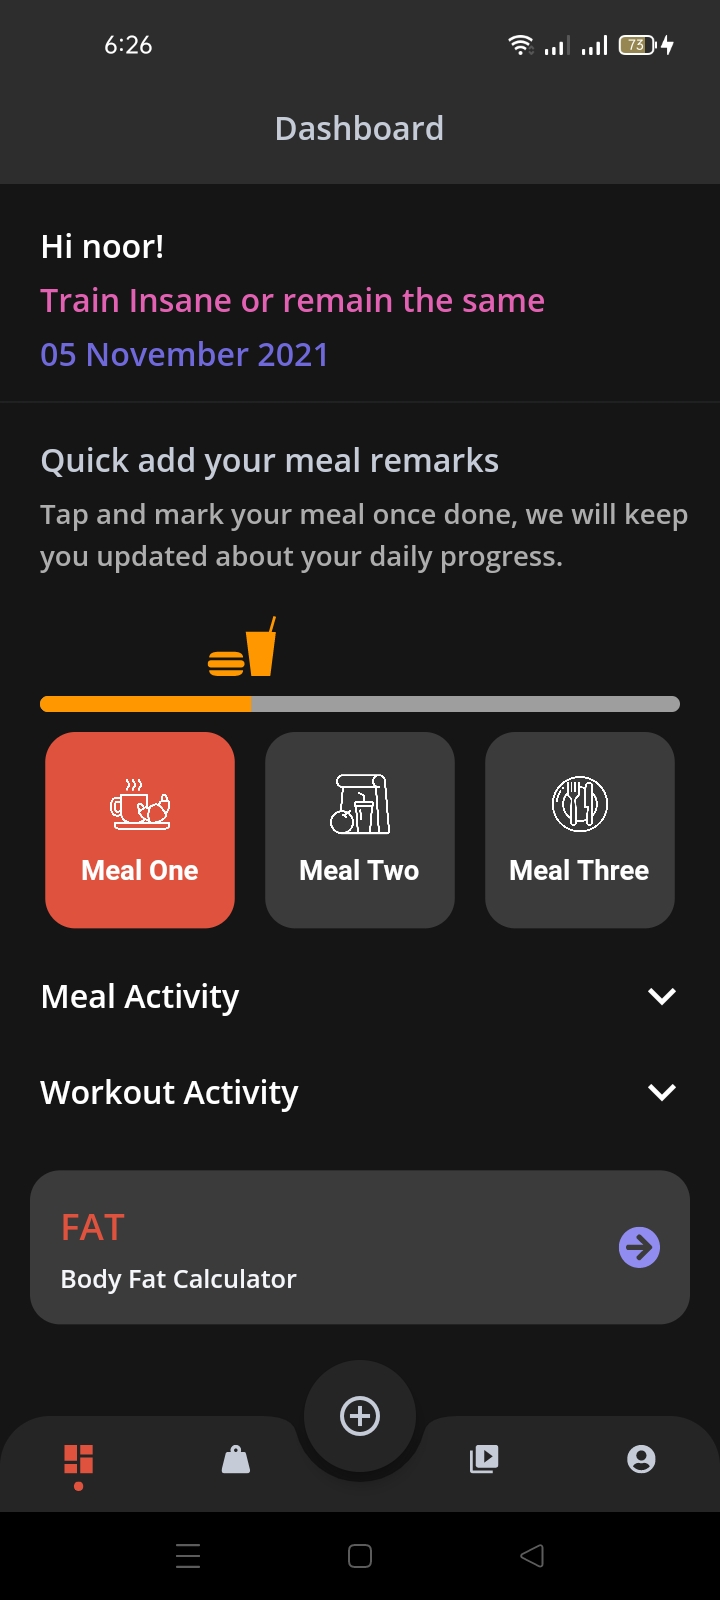 6:26
73
Dashboard
Hi noor!
Train Insane or remain the same
05 November 2021
Quick add your meal remarks
Tap and mark your meal once done, we will keep
you updated about your daily progress.
Meal One
Meal Two
Meal Three
Meal Activity
Workout Activity
FAT
Body Fat Calculator